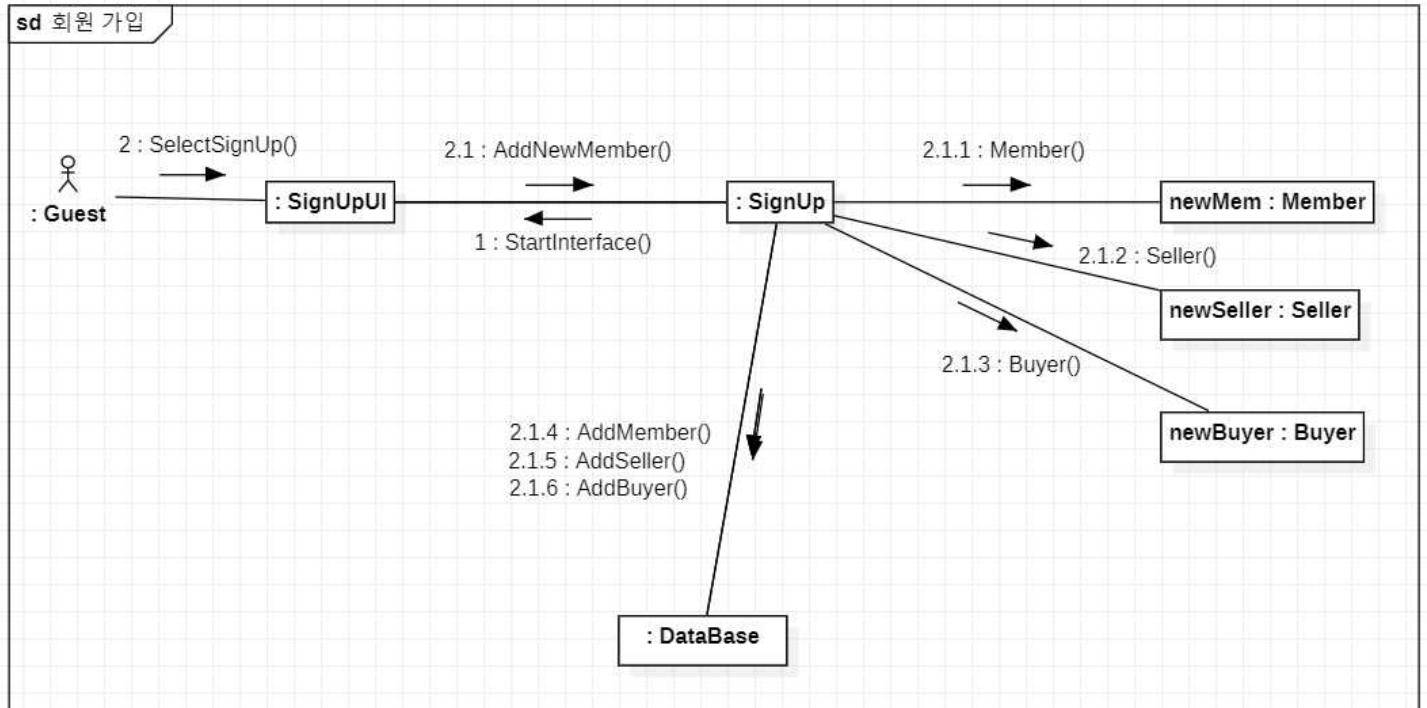 sd 회원 가입
2 : SelectSignUp()
2.1 : AddNewMember()
2.1.1 : Member()
: Guest
: SignUpUI
: SignUp
newMem : Member
1 : StartInterface()
2.1.2 : Seller()
newSeller : Seller
2.1.3 : Buyer()
newBuyer : Buyer
2.1.4 : AddMember()
2.1.5 : AddSeller()
2.1.6 : AddBuyer()
: DataBase